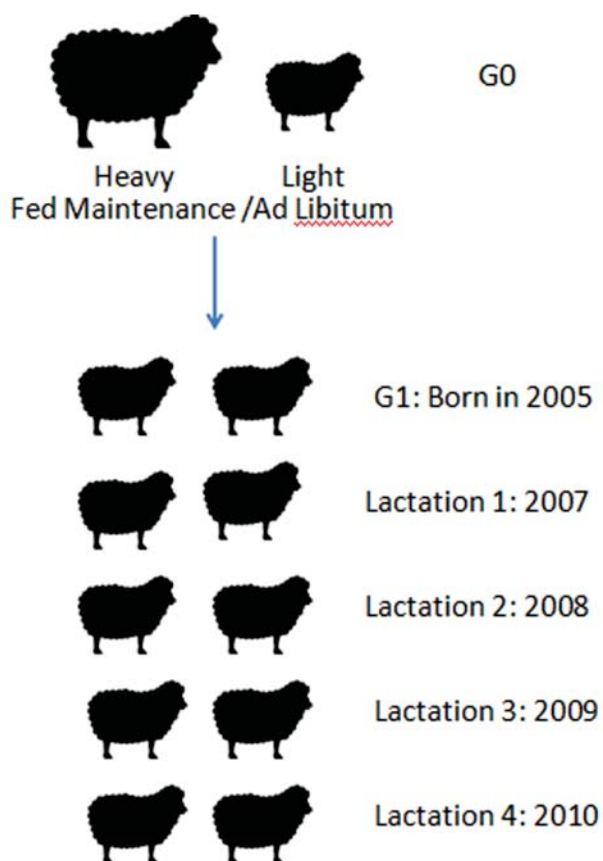 G0
Heavy Light
Fed Maintenance /Ad Libitum
G1: Born in 2005
Lactation 1: 2007
Lactation 2: 2008
Lactation 3: 2009
Lactation 4: 2010